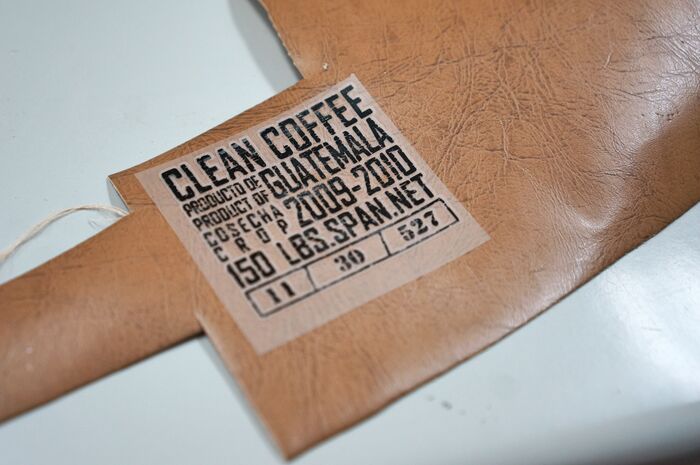 CLEAN COFFEE
PRODUCTO DE
PRODUCT OF GUATEMALA
COSECHA
CROP 2009-2010
150 LBS.SPAN.NET
11 30 527